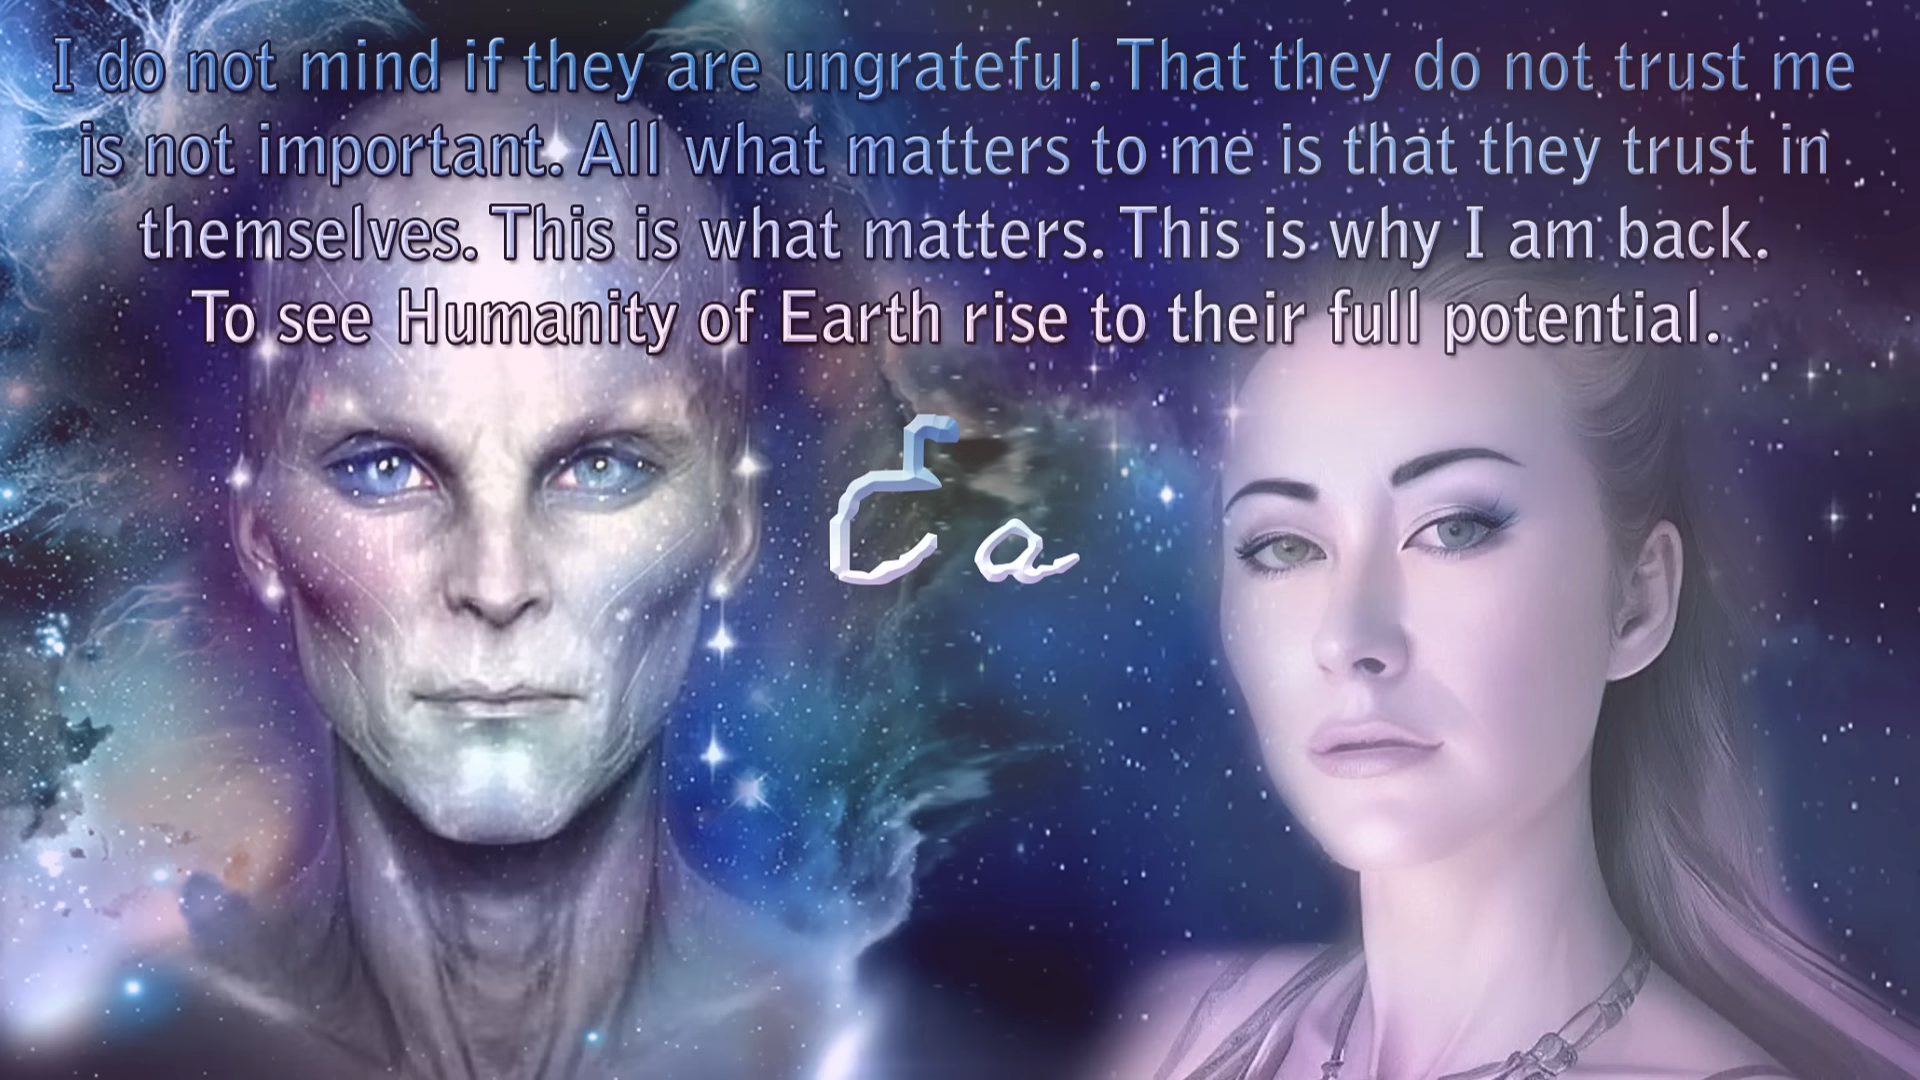 I do not mind if they are ungrateful. That they do not trust me
is not important. All what matters to me is that they trust in
themselves. This is what matters. This is why I am back.
To see Humanity of Earth rise to their full potential.
Ea